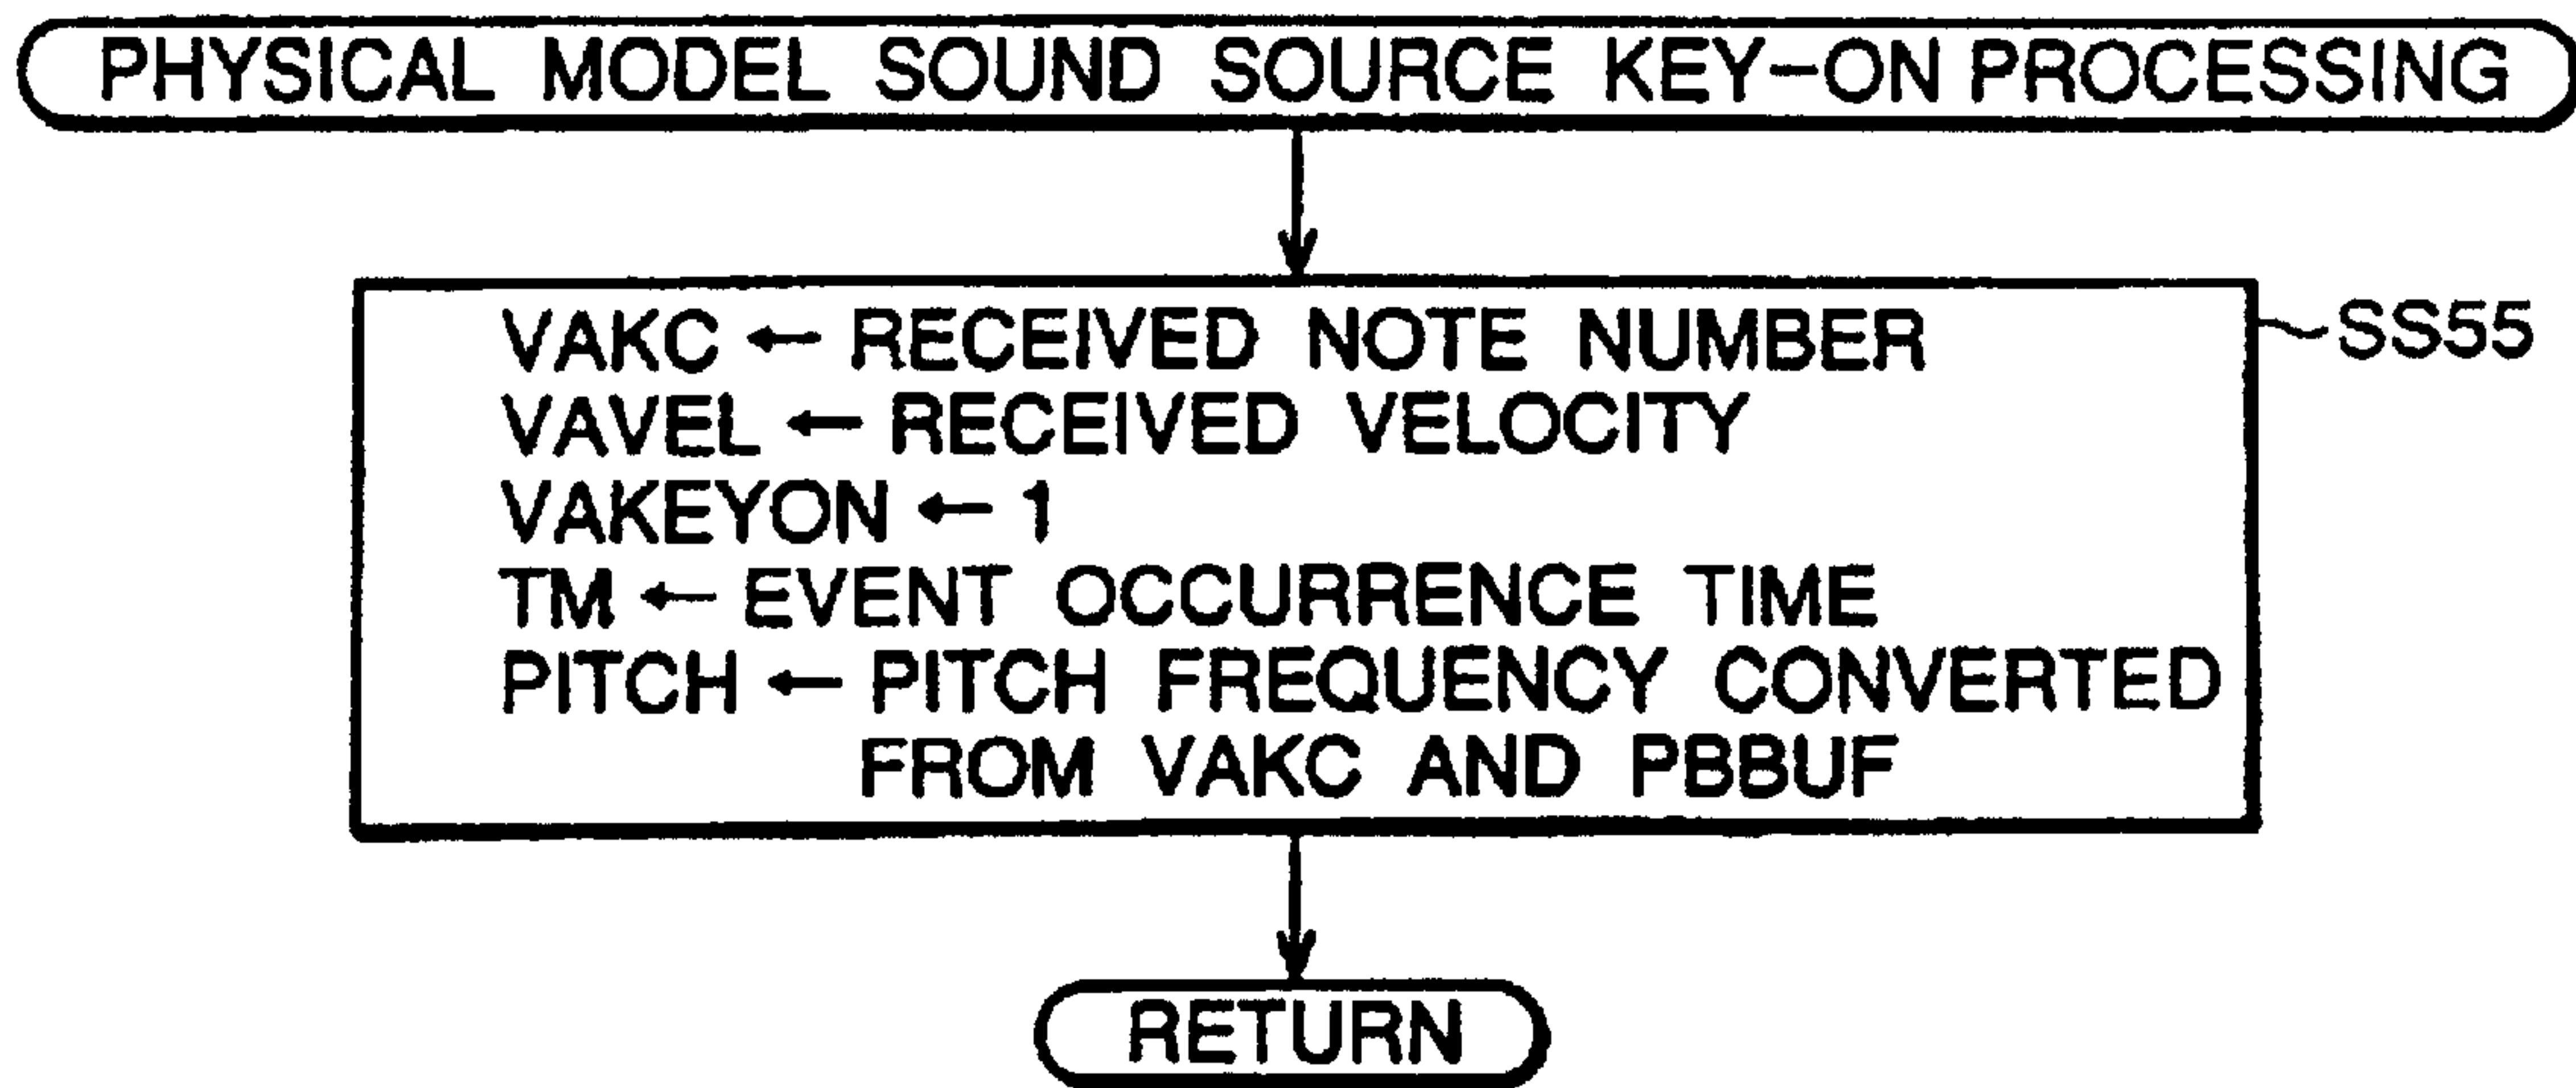 PHYSICAL MODEL SOUND SOURCE KEY-ON PROCESSING
VAKC ← RECEIVED NOTE NUMBER
SS55
VAVEL ← RECEIVED VELOCITY
VAKEYON ← 1
TM ← EVENT OCCURRENCE TIME
PITCH ← PITCH FREQUENCY CONVERTED
FROM VAKC AND PBBUF
RETURN